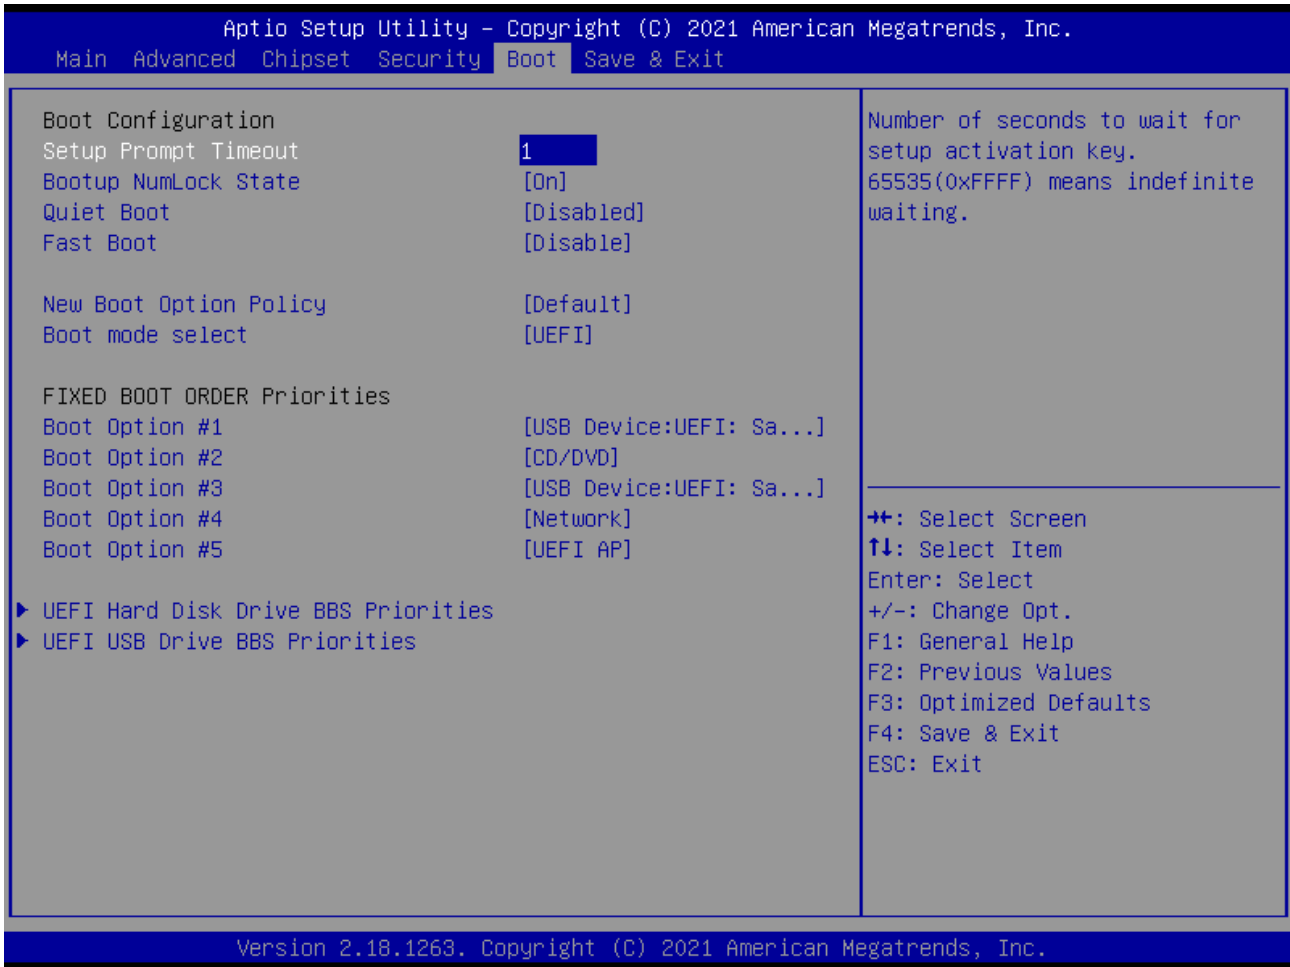 Aptio Setup Utility – Copyright (C) 2021 American Megatrends, Inc.
Main Advanced Chipset Security Boot Save & Exit
Boot Configuration
Setup Prompt Timeout 1
Bootup NumLock State [On]
Quiet Boot [Disabled]
Fast Boot [Disable]
New Boot Option Policy [Default]
Boot mode select [UEFI]
FIXED BOOT ORDER Priorities
Boot Option #1 [USB Device:UEFI: Sa...]
Boot Option #2 [CD/DVD]
Boot Option #3 [USB Device:UEFI: Sa...]
Boot Option #4 [Network]
Boot Option #5 [UEFI AP]
UEFI Hard Disk Drive BBS Priorities
UEFI USB Drive BBS Priorities
Number of seconds to wait for
setup activation key.
65535(0xFFFF) means indefinite
waiting.
→←: Select Screen
↑↓: Select Item
Enter: Select
+/-: Change Opt.
F1: General Help
F2: Previous Values
F3: Optimized Defaults
F4: Save & Exit
ESC: Exit
Version 2.18.1263. Copyright (C) 2021 American Megatrends, Inc.